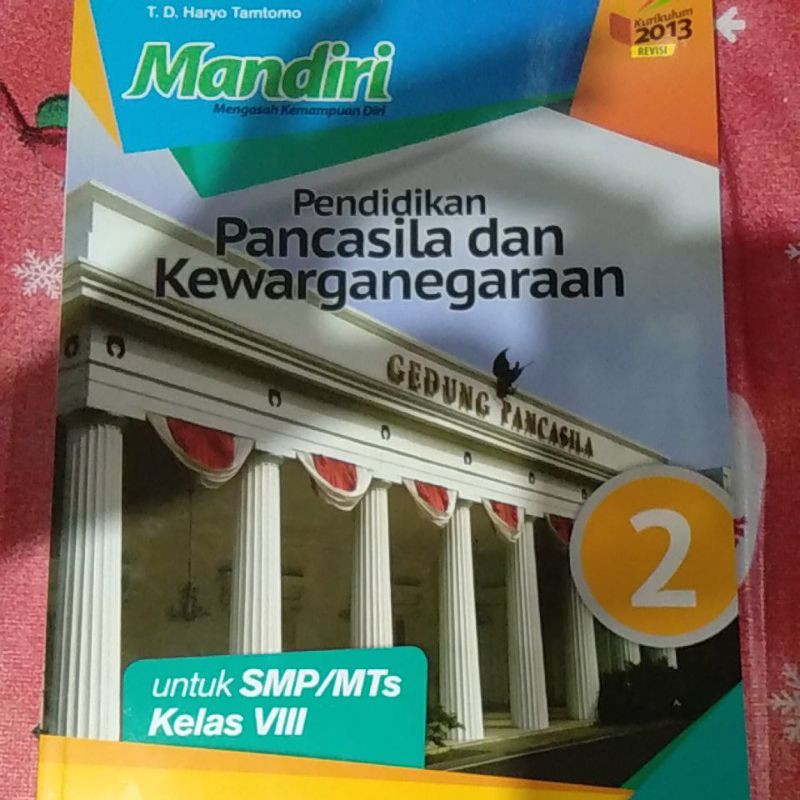 T. D. Haryo Tamtomo
Kurikulum
2013
REVISI
Mandiri
Mengasah Kemampuan Diri
Pendidikan
Pancasila dan
Kewarganegaraan
GEDUNG PANCASILA
2
untuk SMP/MTs
Kelas VIII